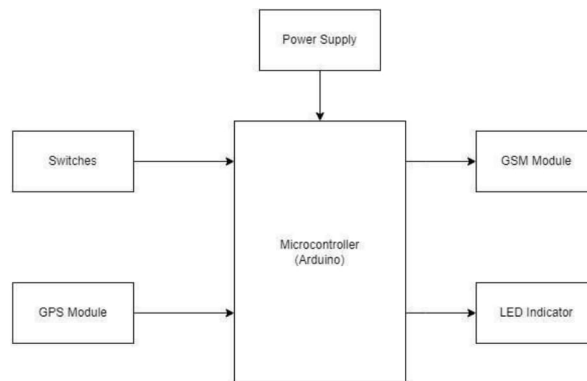 Power Supply
Switches
GSM Module
Microcontroller
(Arduino)
GPS Module
LED Indicator